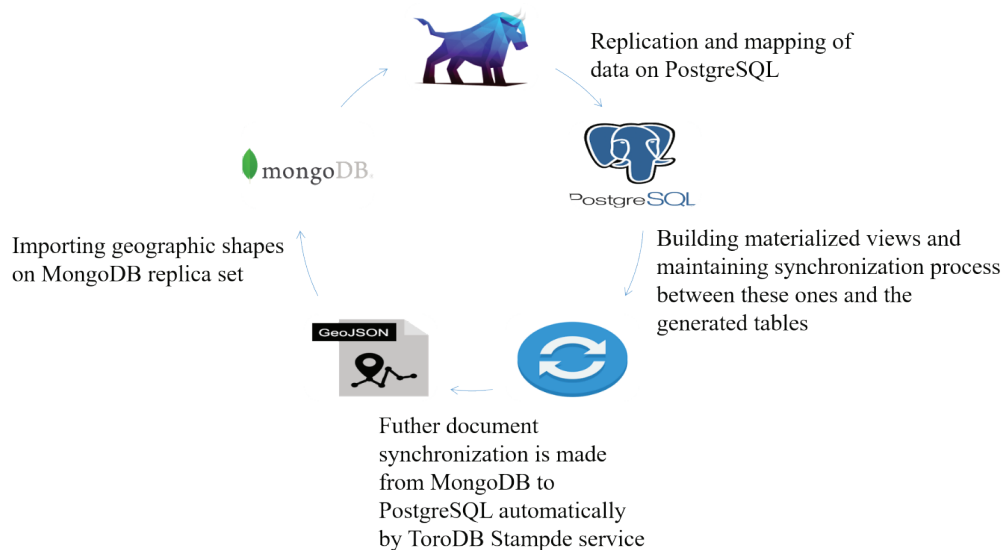 Replication and mapping of
data on PostgreSQL
mongoDB.
PostgreSQL
Importing geographic shapes
on MongoDB replica set
Building materialized views and
maintaining synchronization process
between these ones and the
generated tables
GeoJSON
Futher document
synchronization is made
from MongoDB to
PostgreSQL automatically
by ToroDB Stampde service